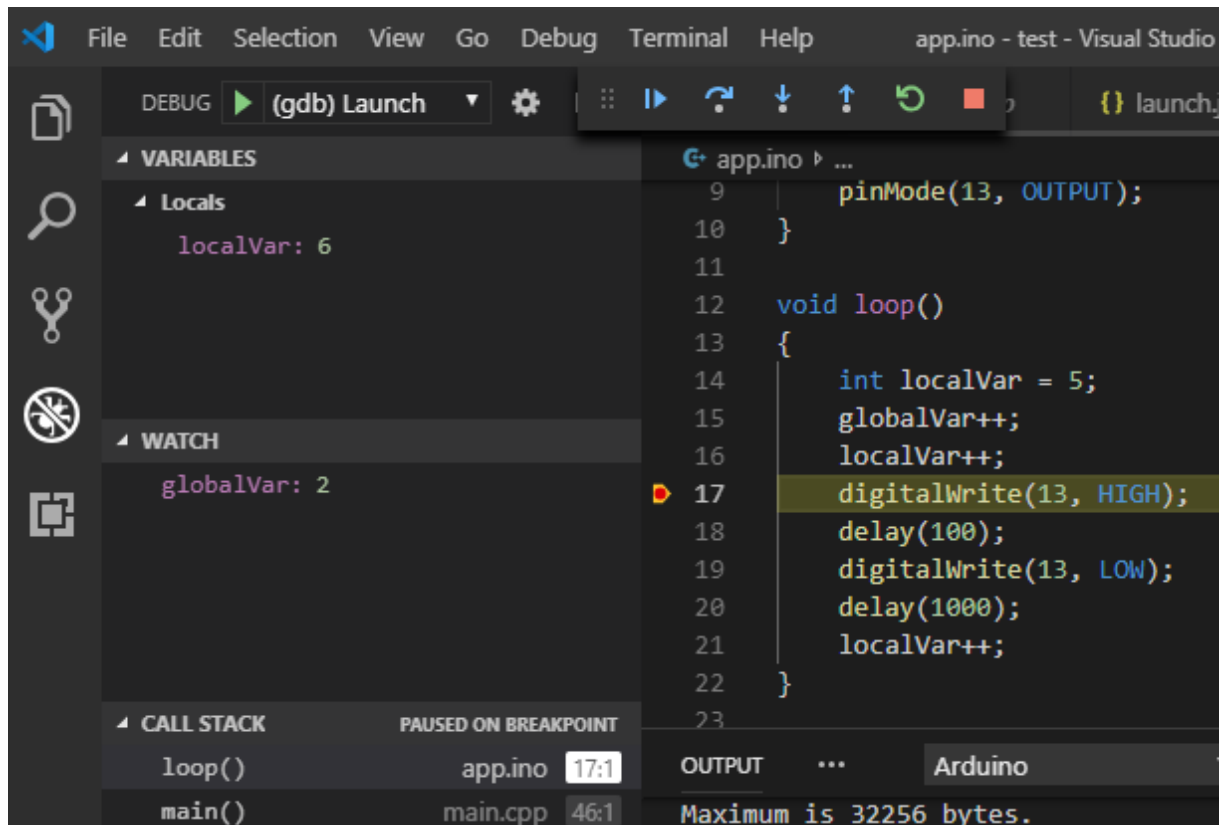 File Edit Selection View Go Debug Terminal Help app.ino - test - Visual Studio
DEBUG (gdb) Launch
{} launch.j
VARIABLES
Locals
localVar: 6
WATCH
globalVar: 2
CALL STACK PAUSED ON BREAKPOINT
loop() app.ino 17:1
main() main.cpp 46:1
app.ino ...
9 pinMode(13, OUTPUT);
10 }
11
12 void loop()
13 {
14 int localVar = 5;
15 globalVar++;
16 localVar++;
17 digitalWrite(13, HIGH);
18 delay(100);
19 digitalWrite(13, LOW);
20 delay(1000);
21 localVar++;
22 }
23
OUTPUT ... Arduino
Maximum is 32256 bytes.